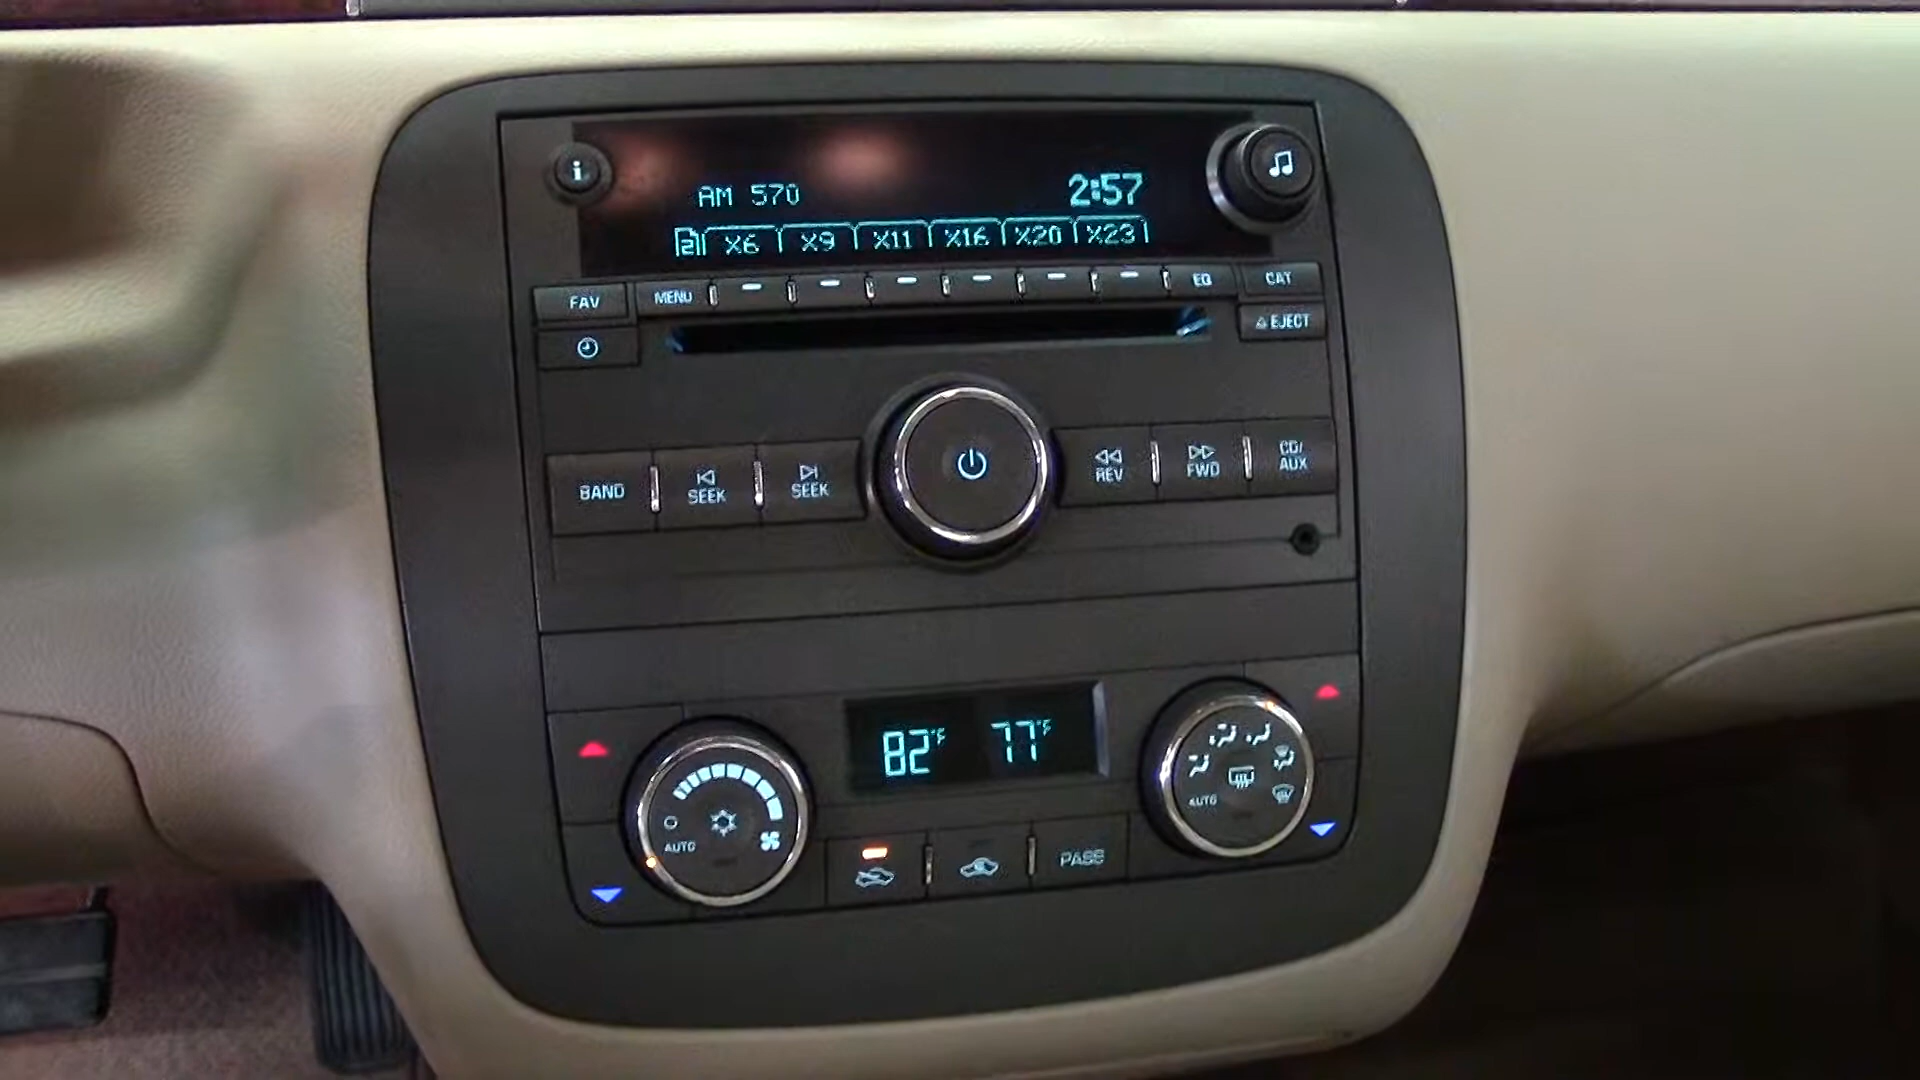 i
AM 570 2:57
2 X6 X9 X11 X16 X20 X23
FAV MENU EQ CAT
EJECT
BAND SEEK SEEK REV FWD CD/
AUX
82°F 77°F
AUTO AUTO
PASS